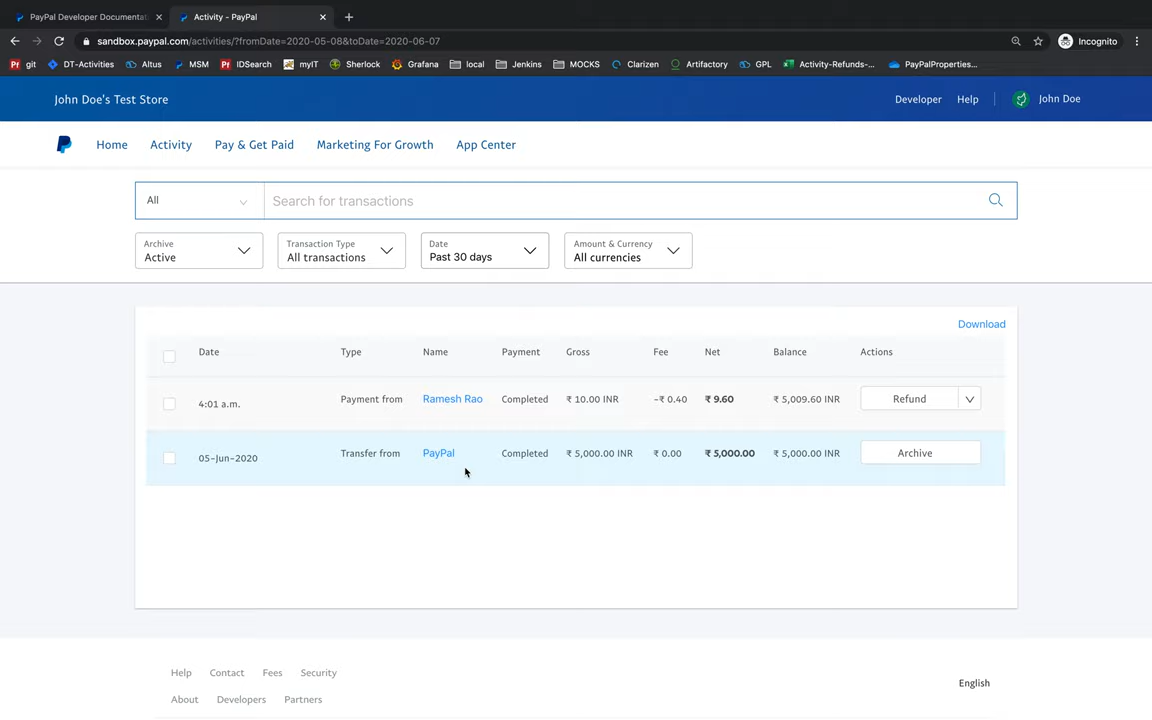 PayPal Developer Documentat
Activity - PayPal
sandbox.paypal.com/activities/?fromDate=2020-05-08&toDate=2020-06-07
Incognito
git DT-Activities Altus MSM IDSearch myIT Sherlock Grafana local Jenkins MOCKS Clarizen Artifactory GPL Activity-Refunds-... PayPalProperties...
John Doe's Test Store
Developer Help John Doe
Home Activity Pay & Get Paid Marketing For Growth App Center
All Search for transactions
Archive Transaction Type Date Amount & Currency
Active All transactions Past 30 days All currencies
Download
Date Type Name Payment Gross Fee Net Balance Actions
4:01 a.m. Payment from Ramesh Rao Completed ₹ 10.00 INR -₹ 0.40 ₹ 9.60 ₹ 5,009.60 INR Refund
05-Jun-2020 Transfer from PayPal Completed ₹ 5,000.00 INR ₹ 0.00 ₹ 5,000.00 ₹ 5,000.00 INR Archive
Help Contact Fees Security
English
About Developers Partners